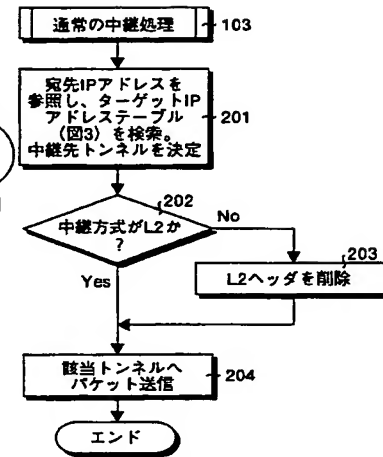 通常の中継処理
103
宛先IPアドレスを
参照し、ターゲットIP
アドレステーブル
(図3)を検索。
中継先トンネルを決定
201
202
中継方式がL2か
?
No
Yes
203
L2ヘッダを削除
該当トンネルへ
パケット送信
204
エンド